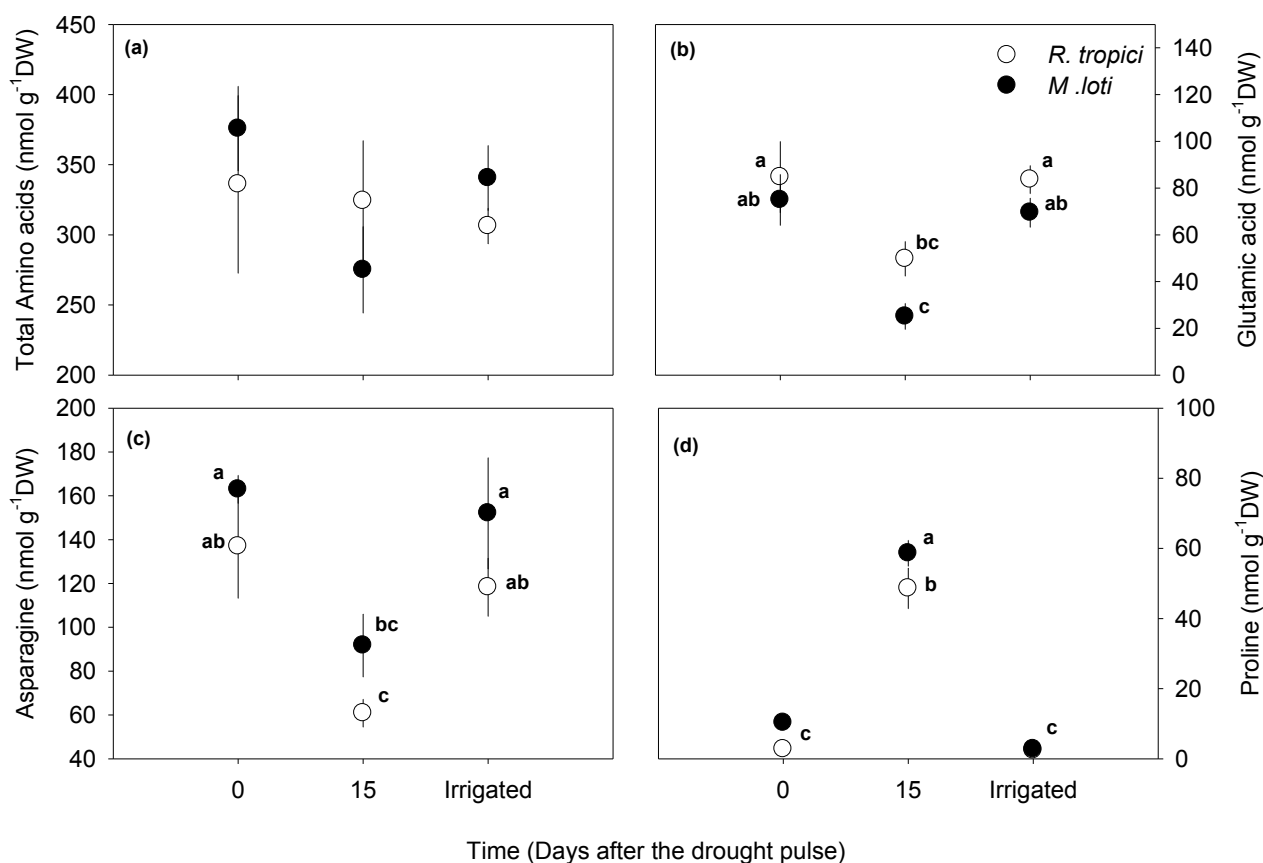 (a)
Total Amino acids (nmol g-1DW)
450
400
350
300
250
200
(b)
R. tropici
M .loti
a
ab
bc
c
a
ab
140
120
100
80
60
40
20
0
Glutamic acid (nmol g-1DW)
(c)
Asparagine (nmol g-1DW)
200
180
160
140
120
100
80
60
40
a
ab
bc
c
a
ab
0
15
Irrigated
(d)
a
b
c
c
100
80
60
40
20
0
Proline (nmol g-1DW)
0
15
Irrigated
Time (Days after the drought pulse)